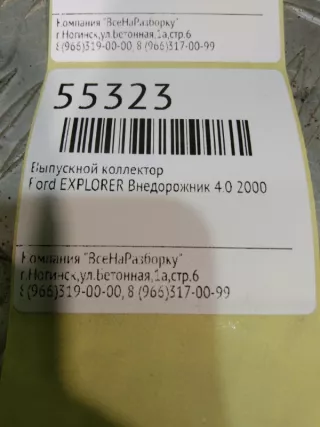 Компания "ВсеНаРазборку"
г.Ногинск,ул.Бетонная,1а,стр.6
8(966)319-00-00, 8 (966)317-00-99
55323
Выпускной коллектор
Ford EXPLORER Внедорожник 4.0 2000
Компания "ВсеНаРазборку"
г.Ногинск,ул.Бетонная,1а,стр.6
8(966)319-00-00, 8 (966)317-00-99